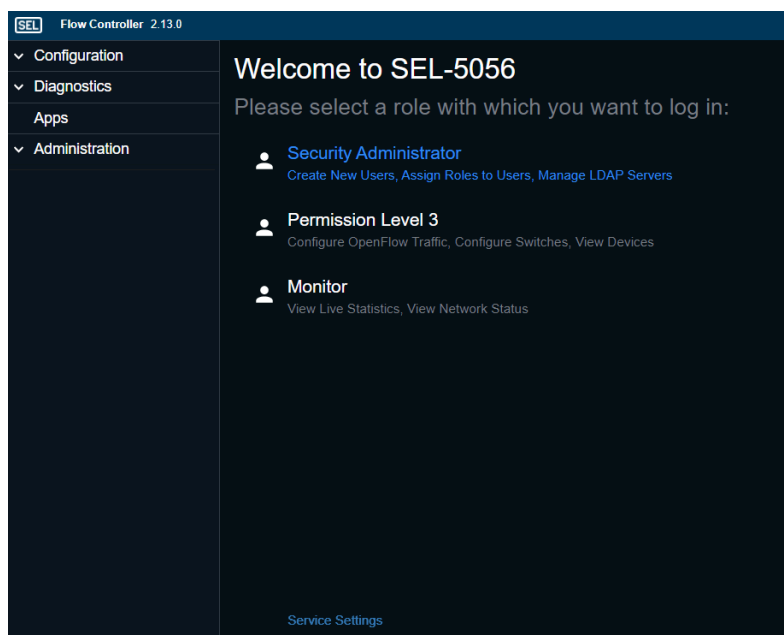 SEL Flow Controller 2.13.0
Configuration
Diagnostics
Apps
Administration
Welcome to SEL-5056
Please select a role with which you want to log in:
Security Administrator
Create New Users, Assign Roles to Users, Manage LDAP Servers
Permission Level 3
Configure OpenFlow Traffic, Configure Switches, View Devices
Monitor
View Live Statistics, View Network Status
Service Settings